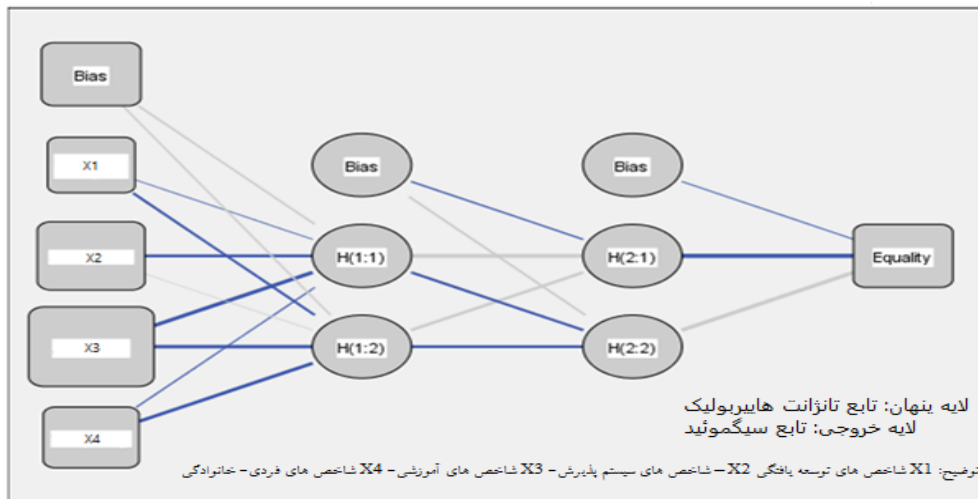 Bias
X1
X2
X3
X4
Bias
H(1:1)
H(1:2)
Bias
H(2:1)
H(2:2)
Equality
لایه پنهان: تابع تانژانت هایپربولیک
لایه خروجی: تابع سیگموئید
توضیح: X1 شاخص های توسعه یافتگی X2 – شاخص های سیستم پذیرش- X3 شاخص های آموزشی- X4 شاخص های فردی- خانوادگی